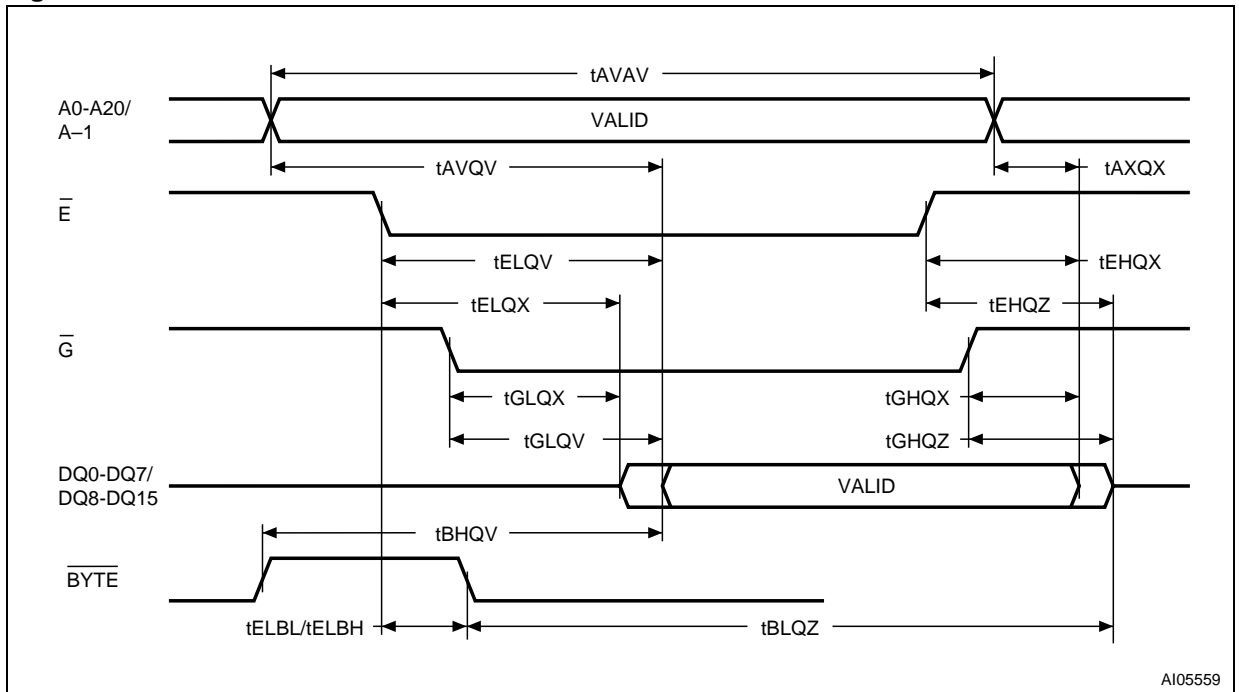 tAVAV
A0-A20/
A–1
VALID
tAVQV
tAXQX
E
tELQV
tEHQX
tELQX
tEHQZ
G
tGLQX
tGHQX
tGLQV
tGHQZ
DQ0-DQ7/
DQ8-DQ15
VALID
tBHQV
BYTE
tELBL/tELBH
tBLQZ
AI05559